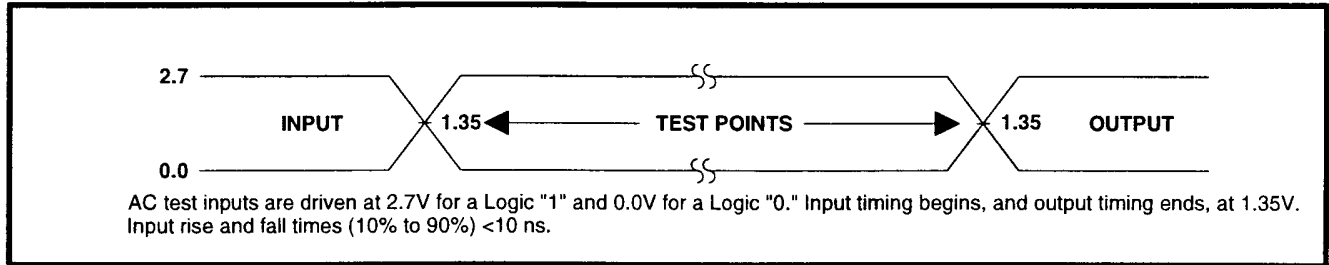 2.7
INPUT 1.35 TEST POINTS 1.35 OUTPUT
0.0
AC test inputs are driven at 2.7V for a Logic "1" and 0.0V for a Logic "0." Input timing begins, and output timing ends, at 1.35V.
Input rise and fall times (10% to 90%) <10 ns.